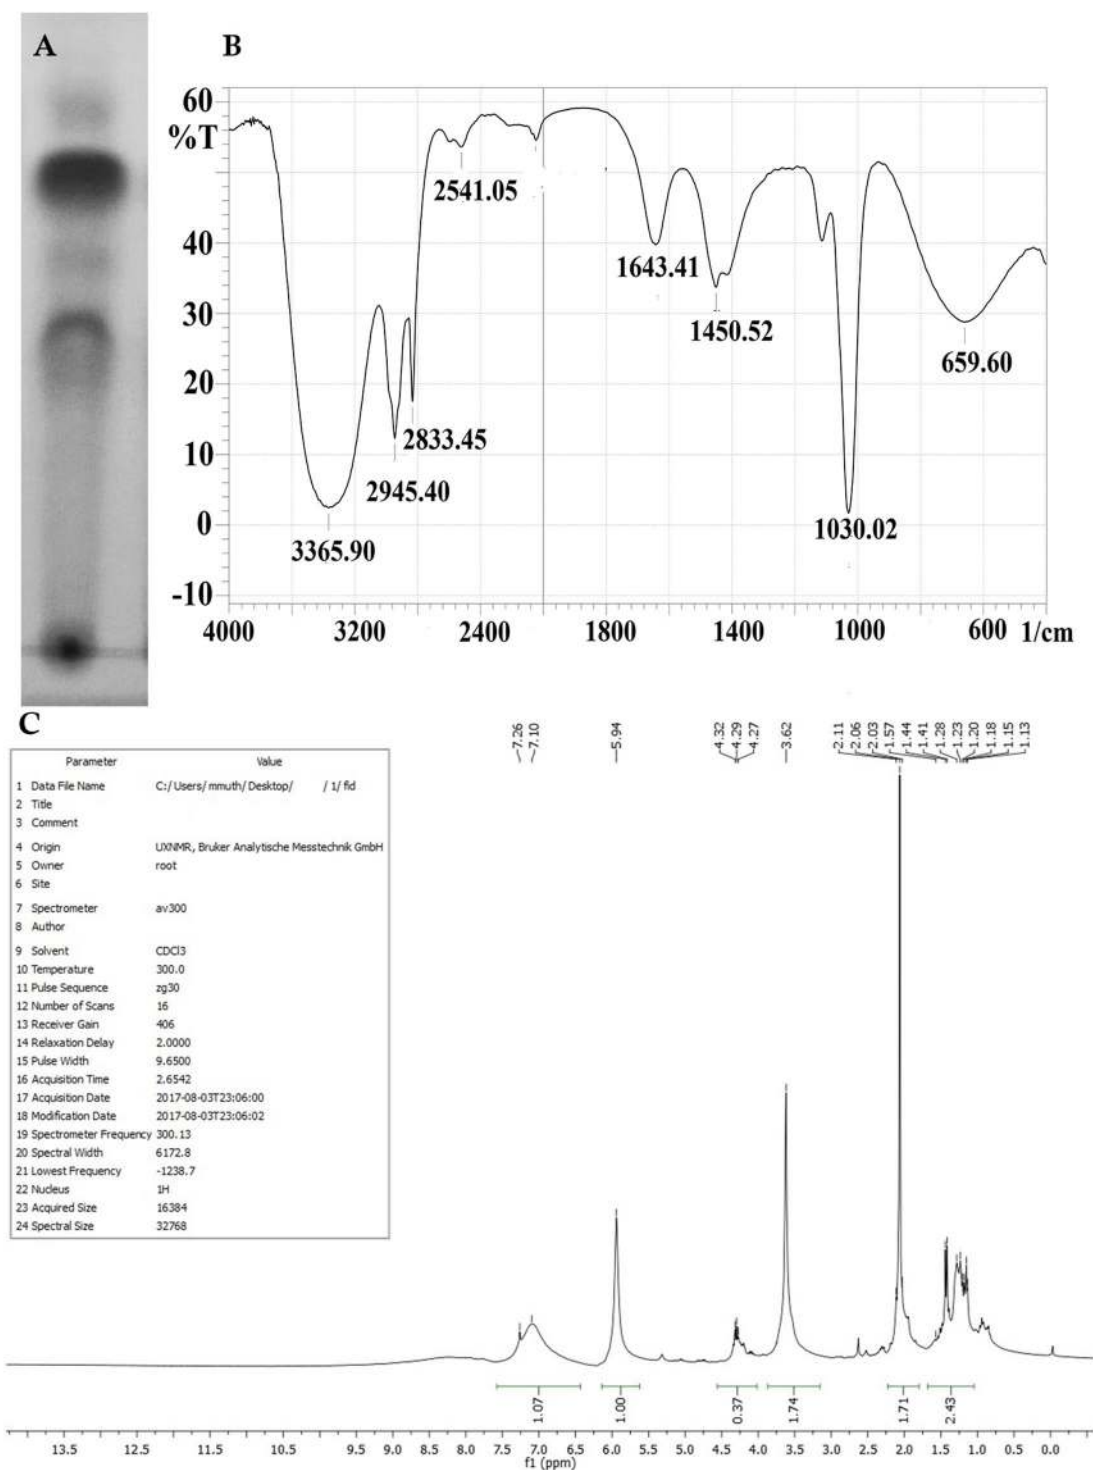 A
B
60
%T
40
30
20
10
0
-10
2541.05
1643.41
1450.52
659.60
2833.45
2945.40
1030.02
3365.90
4000 3200 2400 1800 1400 1000 600 1/cm
C
7.26
7.10
5.94
4.32
4.29
4.27
3.62
2.11
2.06
2.03
1.57
1.44
1.41
1.28
1.23
1.20
1.18
1.15
1.13
Parameter Value
1 Data File Name C:/Users/mmuth/Desktop/ /1/fid
2 Title
3 Comment
4 Origin UXNMR, Bruker Analytische Messtechnik GmbH
5 Owner root
6 Site
7 Spectrometer av300
8 Author
9 Solvent CDCl3
10 Temperature 300.0
11 Pulse Sequence zg30
12 Number of Scans 16
13 Receiver Gain 406
14 Relaxation Delay 2.0000
15 Pulse Width 9.6500
16 Acquisition Time 2.6542
17 Acquisition Date 2017-08-03T23:06:00
18 Modification Date 2017-08-03T23:06:02
19 Spectrometer Frequency 300.13
20 Spectral Width 6172.8
21 Lowest Frequency -1238.7
22 Nucleus 1H
23 Acquired Size 16384
24 Spectral Size 32768
1.07
1.00
0.37
1.74
1.71
2.43
13.5 12.5 11.5 10.5 9.5 9.0 8.5 8.0 7.5 7.0 6.5 6.0 5.5 5.0 4.5 4.0 3.5 3.0 2.5 2.0 1.5 1.0 0.5 0.0
f1 (ppm)